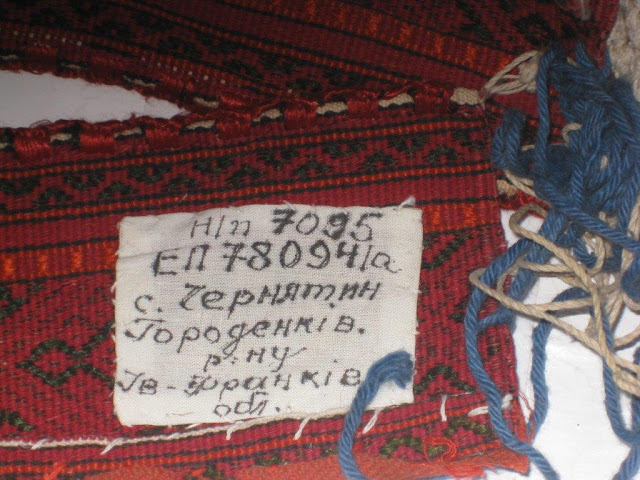 Н/п 7095
ЕП 78094/а
с. Чернятин
Городенків.
р-ну
Ів-Франків
обл.